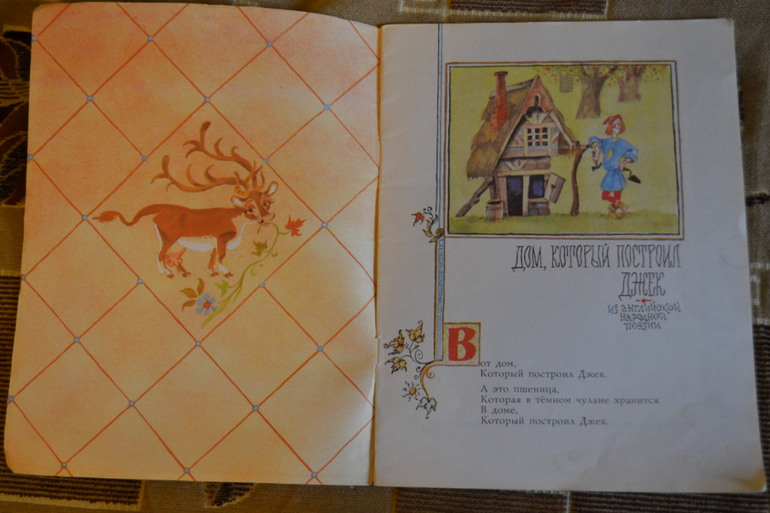 ДОМ, КОТОРЫЙ ПОСТРОИЛ
ДЖЕК
ИЗ АНГЛИЙСКОЙ
НАРОДНОЙ
ПОЭЗИИ
Вот дом,
Который построил Джек.
А это пшеница,
Которая в тёмном чулане хранится
В доме,
Который построил Джек.